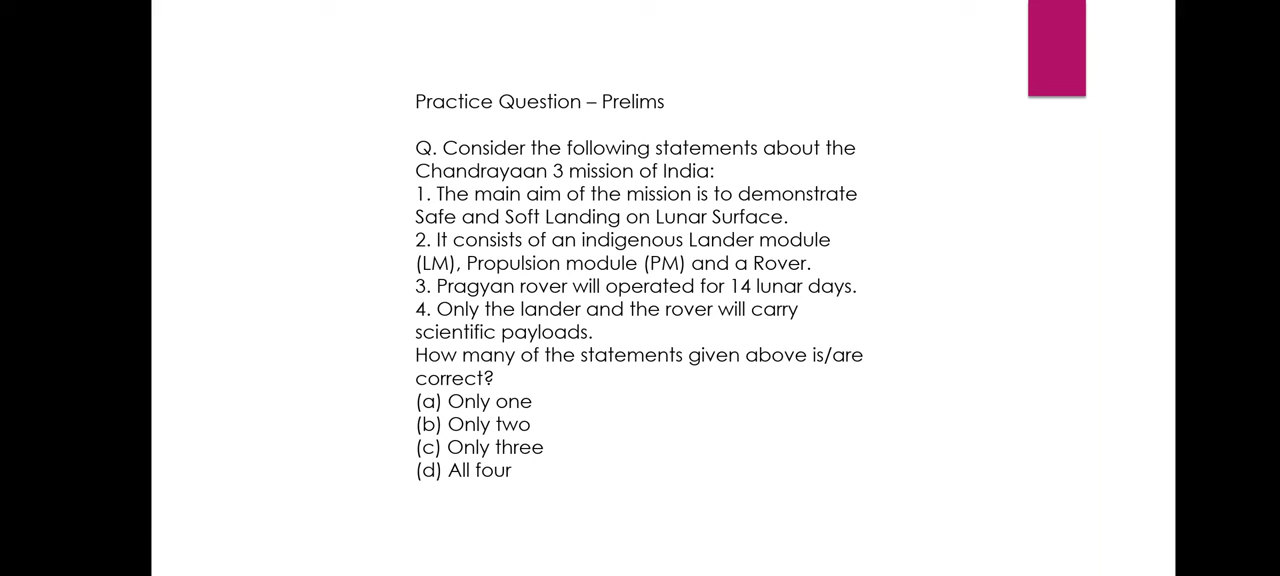 Practice Question – Prelims
Q. Consider the following statements about the
Chandrayaan 3 mission of India:
1. The main aim of the mission is to demonstrate
Safe and Soft Landing on Lunar Surface.
2. It consists of an indigenous Lander module
(LM), Propulsion module (PM) and a Rover.
3. Pragyan rover will operated for 14 lunar days.
4. Only the lander and the rover will carry
scientific payloads.
How many of the statements given above is/are
correct?
(a) Only one
(b) Only two
(c) Only three
(d) All four